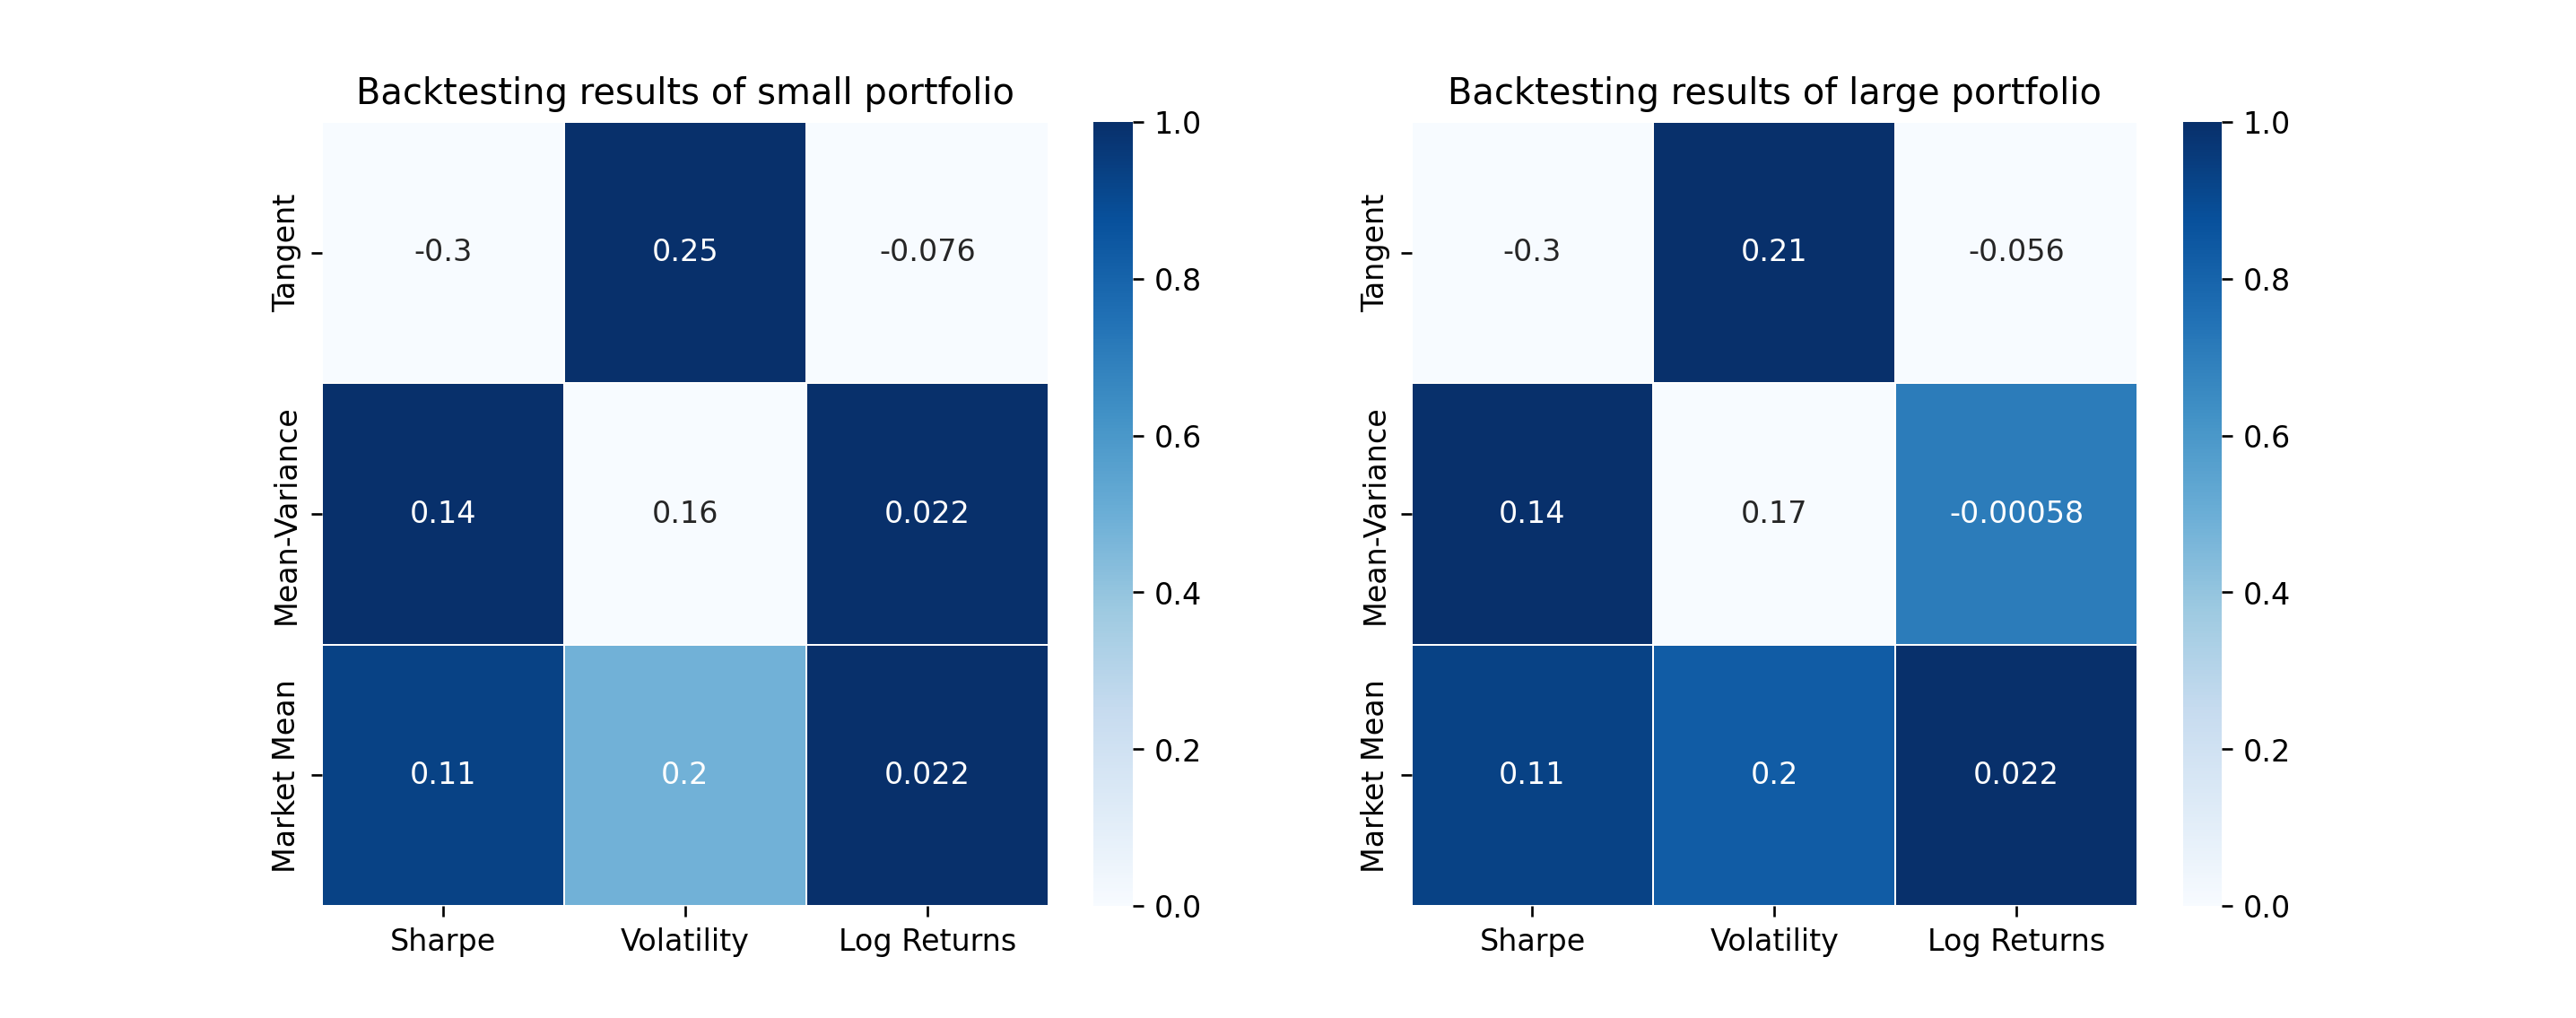 Backtesting results of small portfolio
Tangent
-0.3
0.25
-0.076
Mean-Variance
0.14
0.16
0.022
Market Mean
0.11
0.2
0.022
Sharpe
Volatility
Log Returns
1.0
0.8
0.6
0.4
0.2
0.0
Backtesting results of large portfolio
Tangent
-0.3
0.21
-0.056
Mean-Variance
0.14
0.17
-0.00058
Market Mean
0.11
0.2
0.022
Sharpe
Volatility
Log Returns
1.0
0.8
0.6
0.4
0.2
0.0